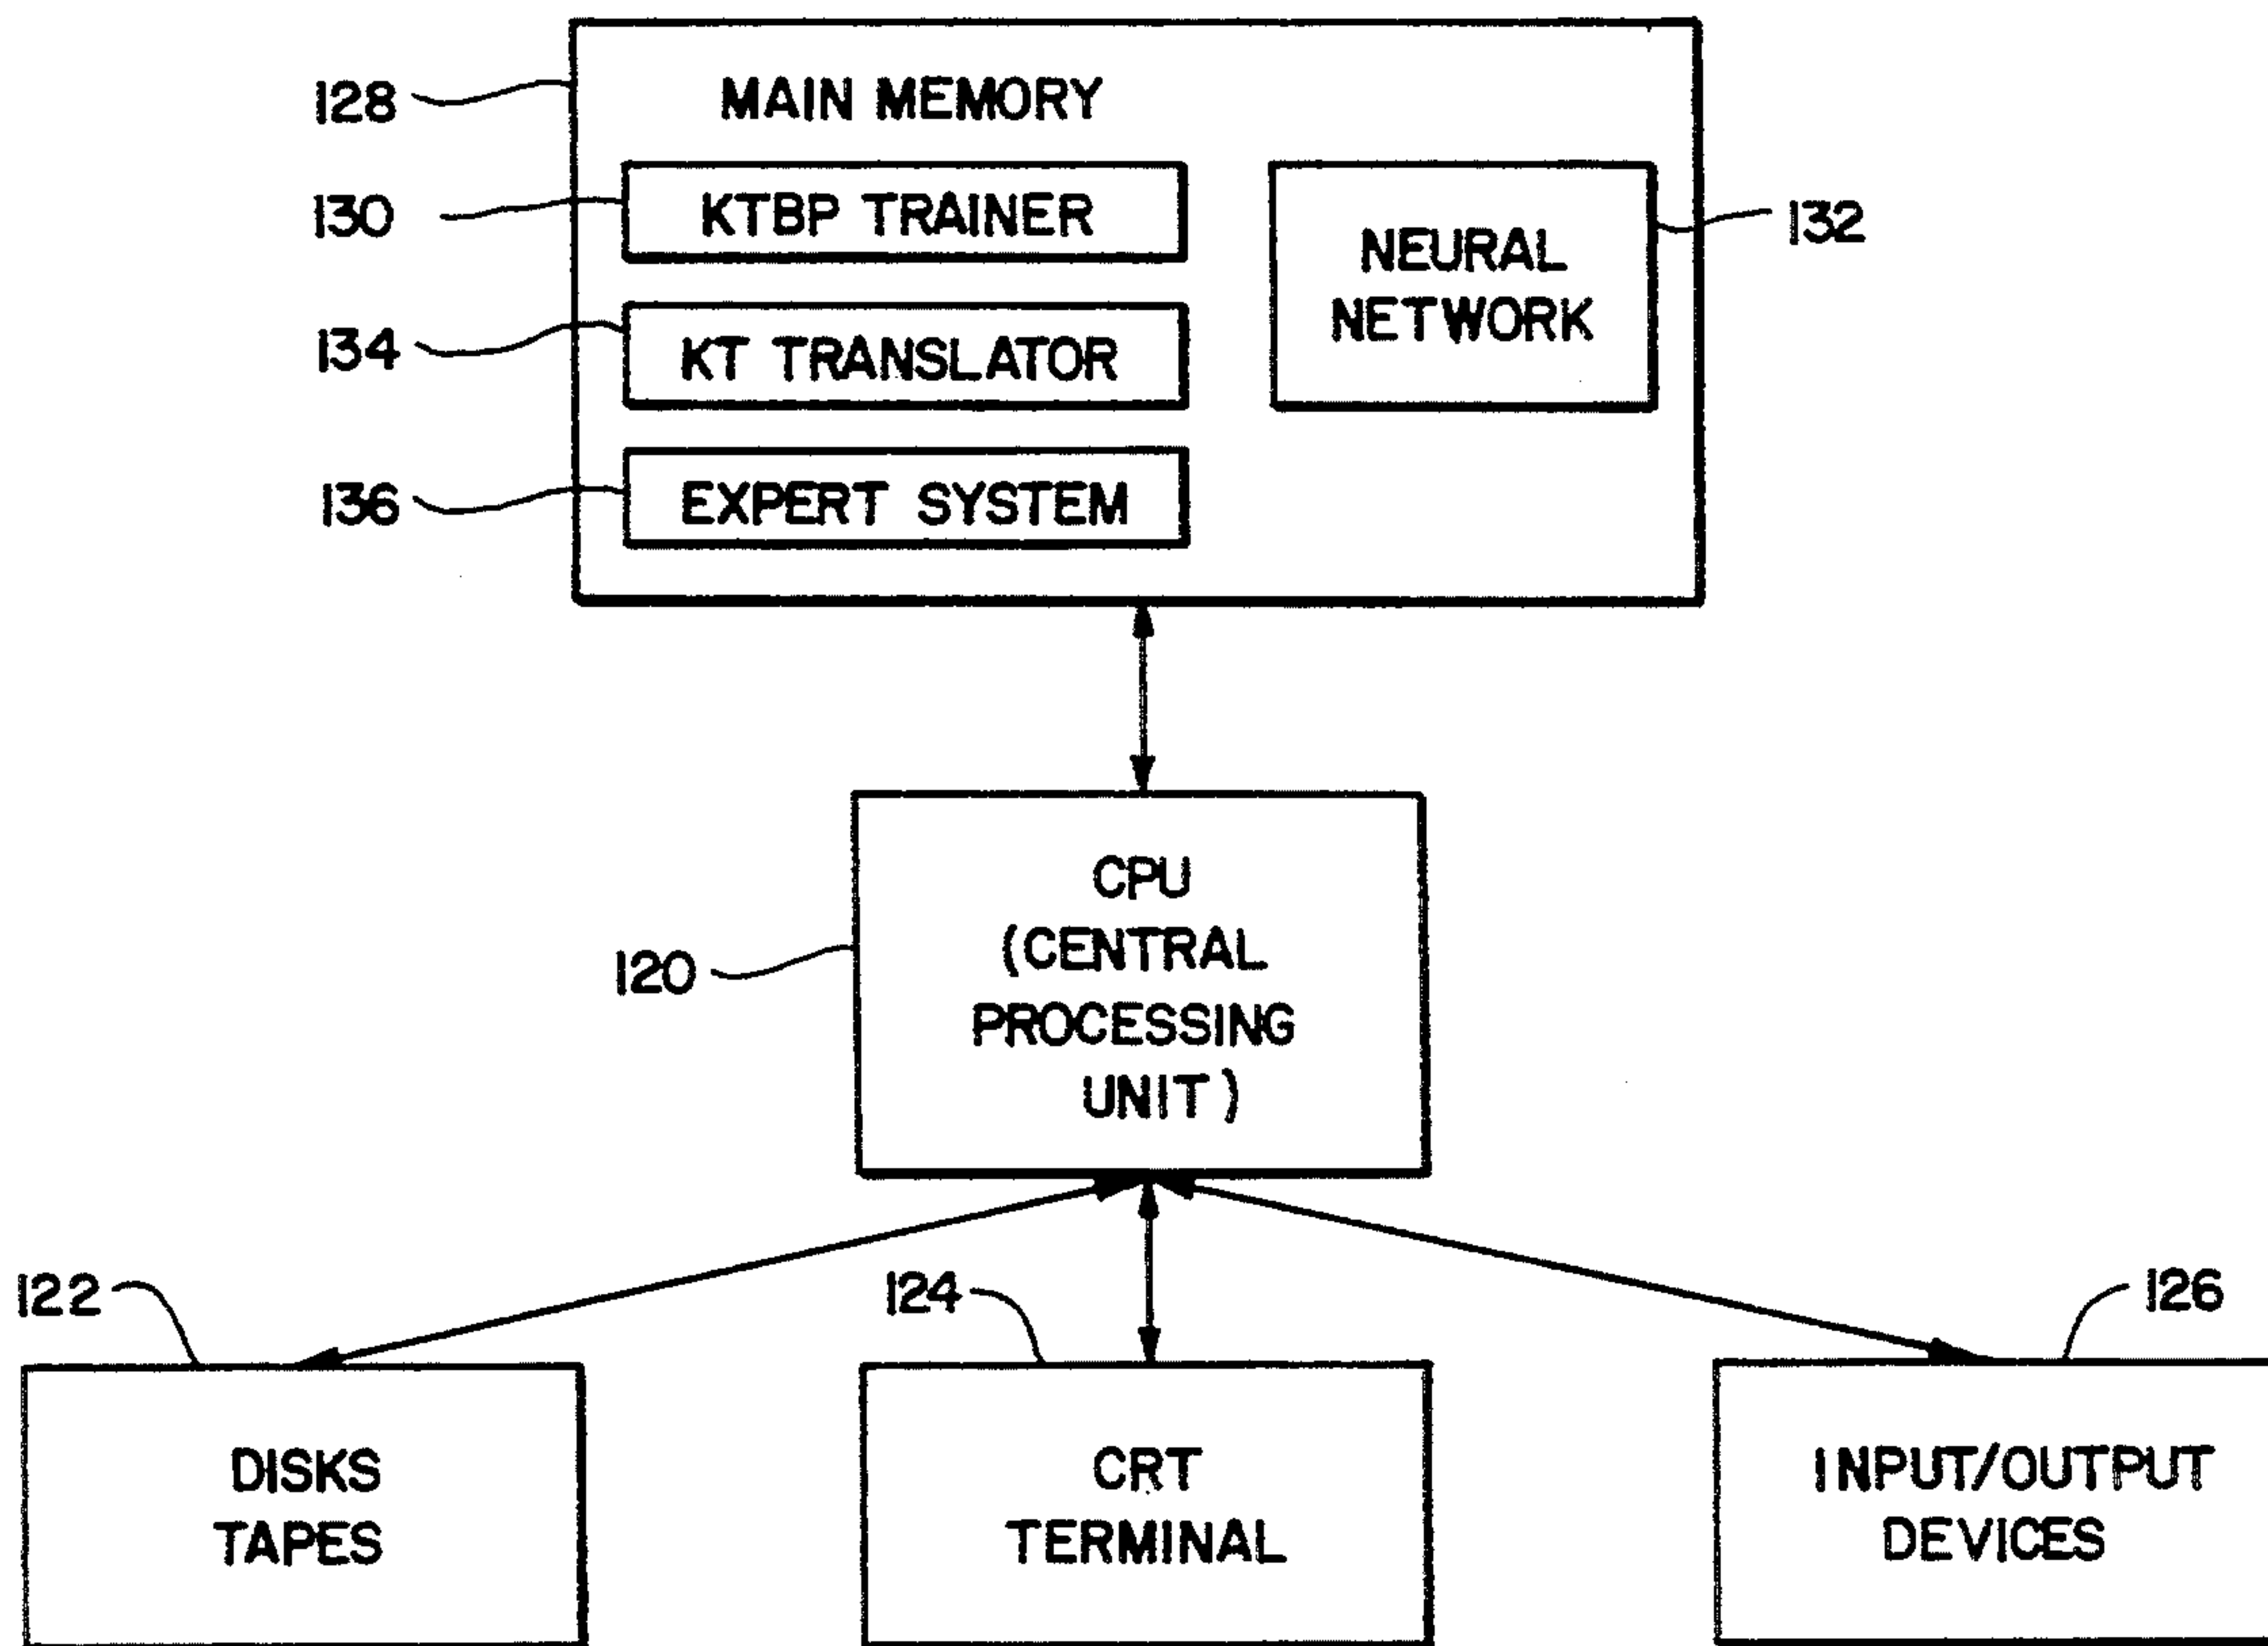 128
MAIN MEMORY
130
KTBP TRAINER
NEURAL
NETWORK
132
134
KT TRANSLATOR
136
EXPERT SYSTEM
120
CPU
(CENTRAL
PROCESSING
UNIT)
122
124
126
DISKS
TAPES
CRT
TERMINAL
INPUT/OUTPUT
DEVICES